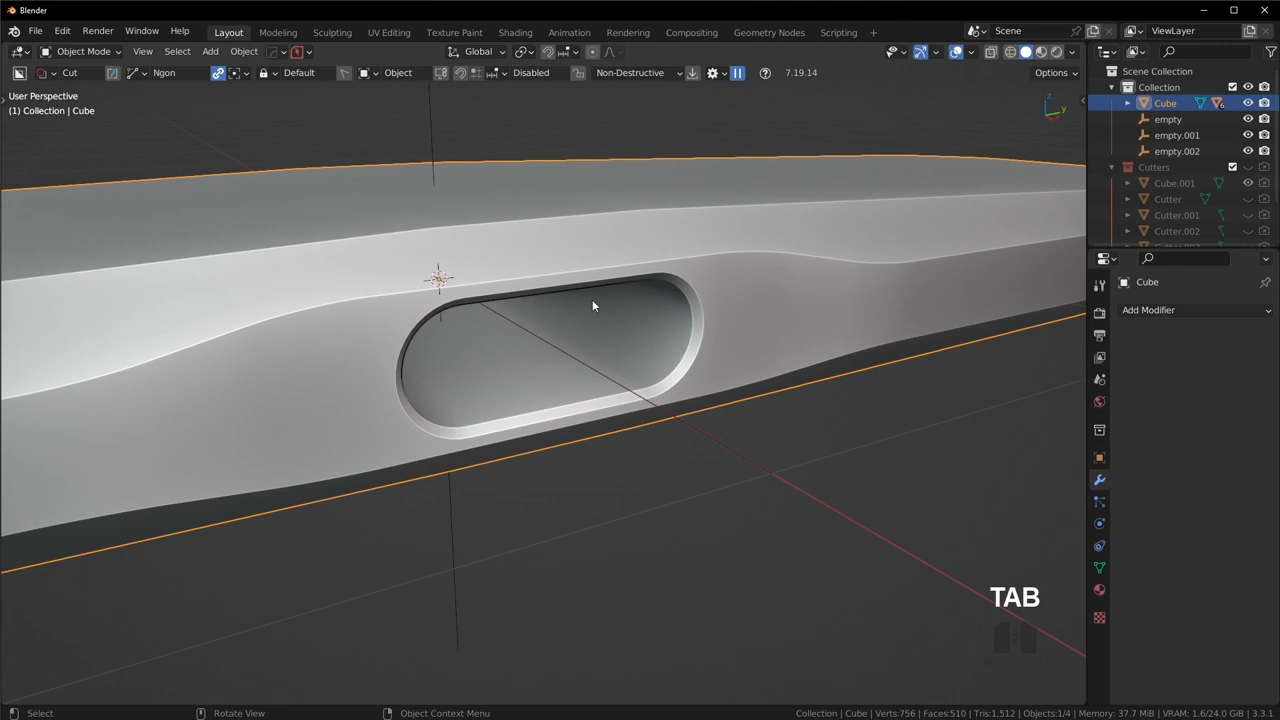 Blender
File Edit Render Window Help
Layout Modeling Sculpting UV Editing Texture Paint Shading Animation Rendering Compositing Geometry Nodes Scripting
Scene
ViewLayer
Object Mode View Select Add Object
Global
Cut Ngon Default Object Disabled Non-Destructive 7.19.14
Options
User Perspective
(1) Collection | Cube
Scene Collection
Collection
Cube 6
empty
empty.001
empty.002
Cutters
Cube.001
Cutter
Cutter.001
Cutter.002
Cube
Add Modifier
z
y
TAB
Select Rotate View Object Context Menu
Collection | Cube | Verts:756 | Faces:510 | Tris:1,512 | Objects:1/4 | Memory: 37.7 MiB | VRAM: 1.6/24.0 GiB | 3.3.1